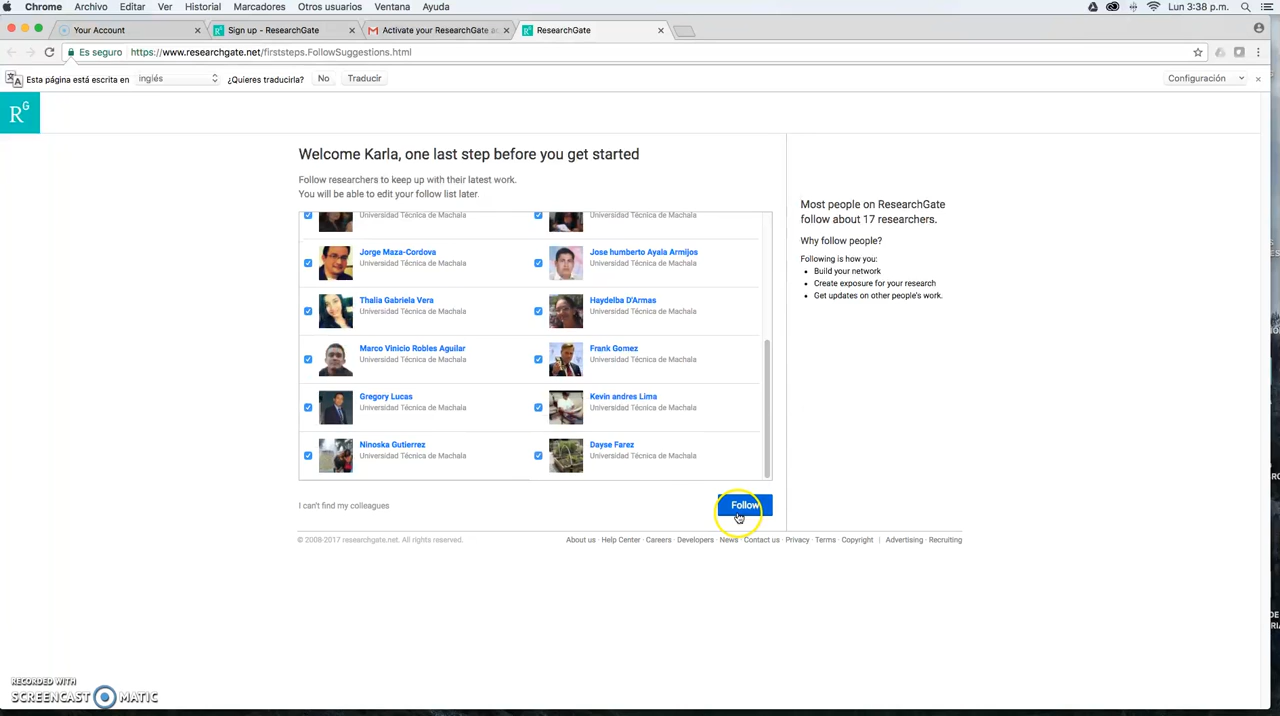 Chrome Archivo Editar Ver Historial Marcadores Otros usuarios Ventana Ayuda
Lun 3:38 p.m.
Your Account
Sign up - ResearchGate
Activate your ResearchGate
ResearchGate
Es seguro https://www.researchgate.net/firststeps.FollowSuggestions.html
Esta página está escrita en inglés ¿Quieres traducirla? No Traducir Configuración
RG
Welcome Karla, one last step before you get started
Follow researchers to keep up with their latest work.
You will be able to edit your follow list later.
Universidad Técnica de Machala
Universidad Técnica de Machala
Jorge Maza-Cordova
Universidad Técnica de Machala
Jose humberto Ayala Armijos
Universidad Técnica de Machala
Thalia Gabriela Vera
Universidad Técnica de Machala
Haydelba D'Armas
Universidad Técnica de Machala
Marco Vinicio Robles Aguilar
Universidad Técnica de Machala
Frank Gomez
Universidad Técnica de Machala
Gregory Lucas
Universidad Técnica de Machala
Kevin andres Lima
Universidad Técnica de Machala
Ninoska Gutierrez
Universidad Técnica de Machala
Dayse Farez
Universidad Técnica de Machala
I can't find my colleagues
Follow
Most people on ResearchGate
follow about 17 researchers.
Why follow people?
Following is how you:
• Build your network
• Create exposure for your research
• Get updates on other people's work.
© 2008-2017 researchgate.net. All rights reserved.
About us · Help Center · Careers · Developers · News · Contact us · Privacy · Terms · Copyright | Advertising · Recruiting
RECORDED WITH
SCREENCAST MATIC